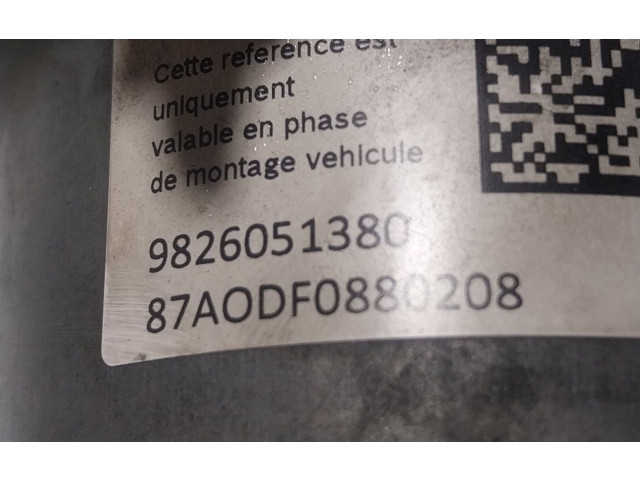 Cette reference est
uniquement
valable en phase
de montage vehicule
9826051380
87AODF0880208